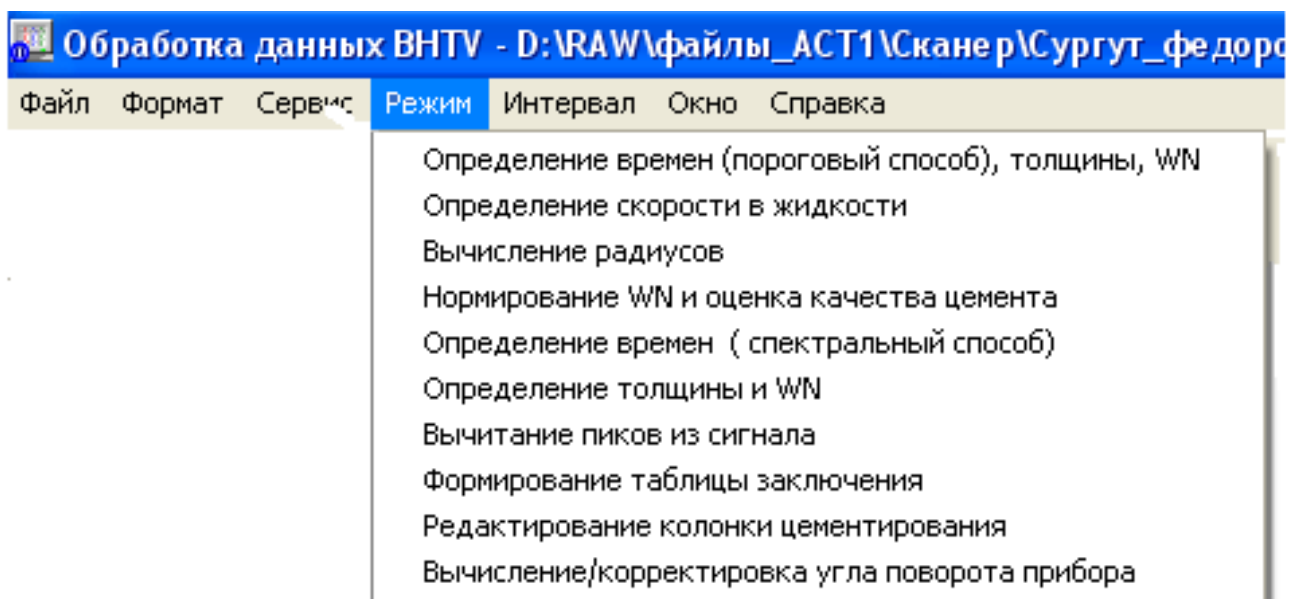 Обработка данных BHTV - D:\RAW\файлы_АСТ1\Сканер\Сургут_федоро
Файл Формат Сервис Режим Интервал Окно Справка
Определение времен (пороговый способ), толщины, WN
Определение скорости в жидкости
Вычисление радиусов
Нормирование WN и оценка качества цемента
Определение времен ( спектральный способ)
Определение толщины и WN
Вычитание пиков из сигнала
Формирование таблицы заключения
Редактирование колонки цементирования
Вычисление/корректировка угла поворота прибора